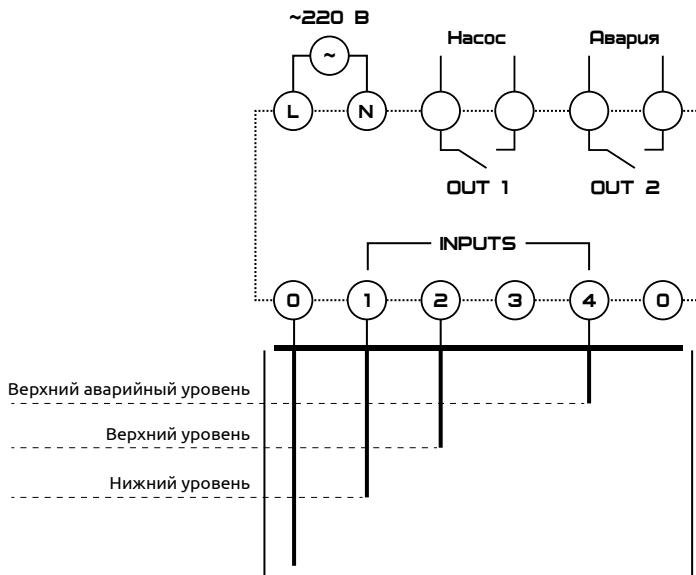 ~220 В
Насос Авария
~
L N
OUT 1 OUT 2
INPUTS
0 1 2 3 4 0
Верхний аварийный уровень
Верхний уровень
Нижний уровень